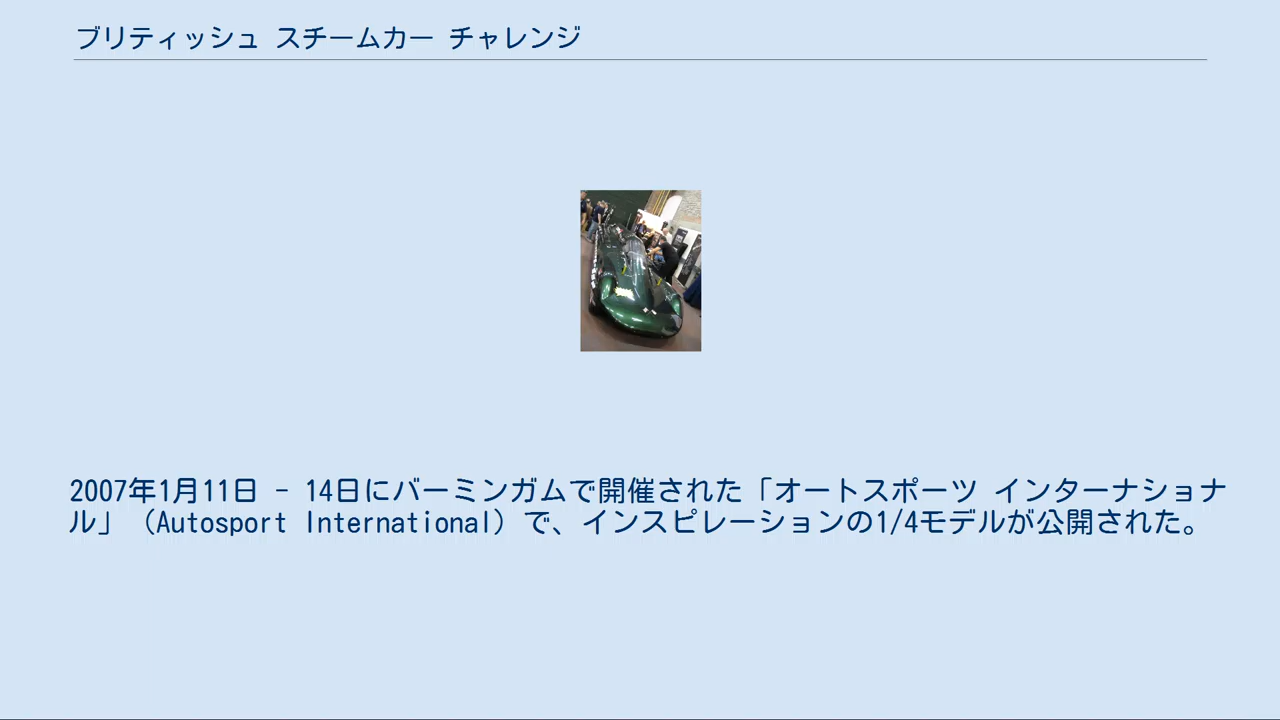 ブリティッシュ スチームカー チャレンジ
2007年1月11日 - 14日にバーミンガムで開催された「オートスポーツ インターナショナ
ル」（Autosport International）で、インスピレーションの1/4モデルが公開された。